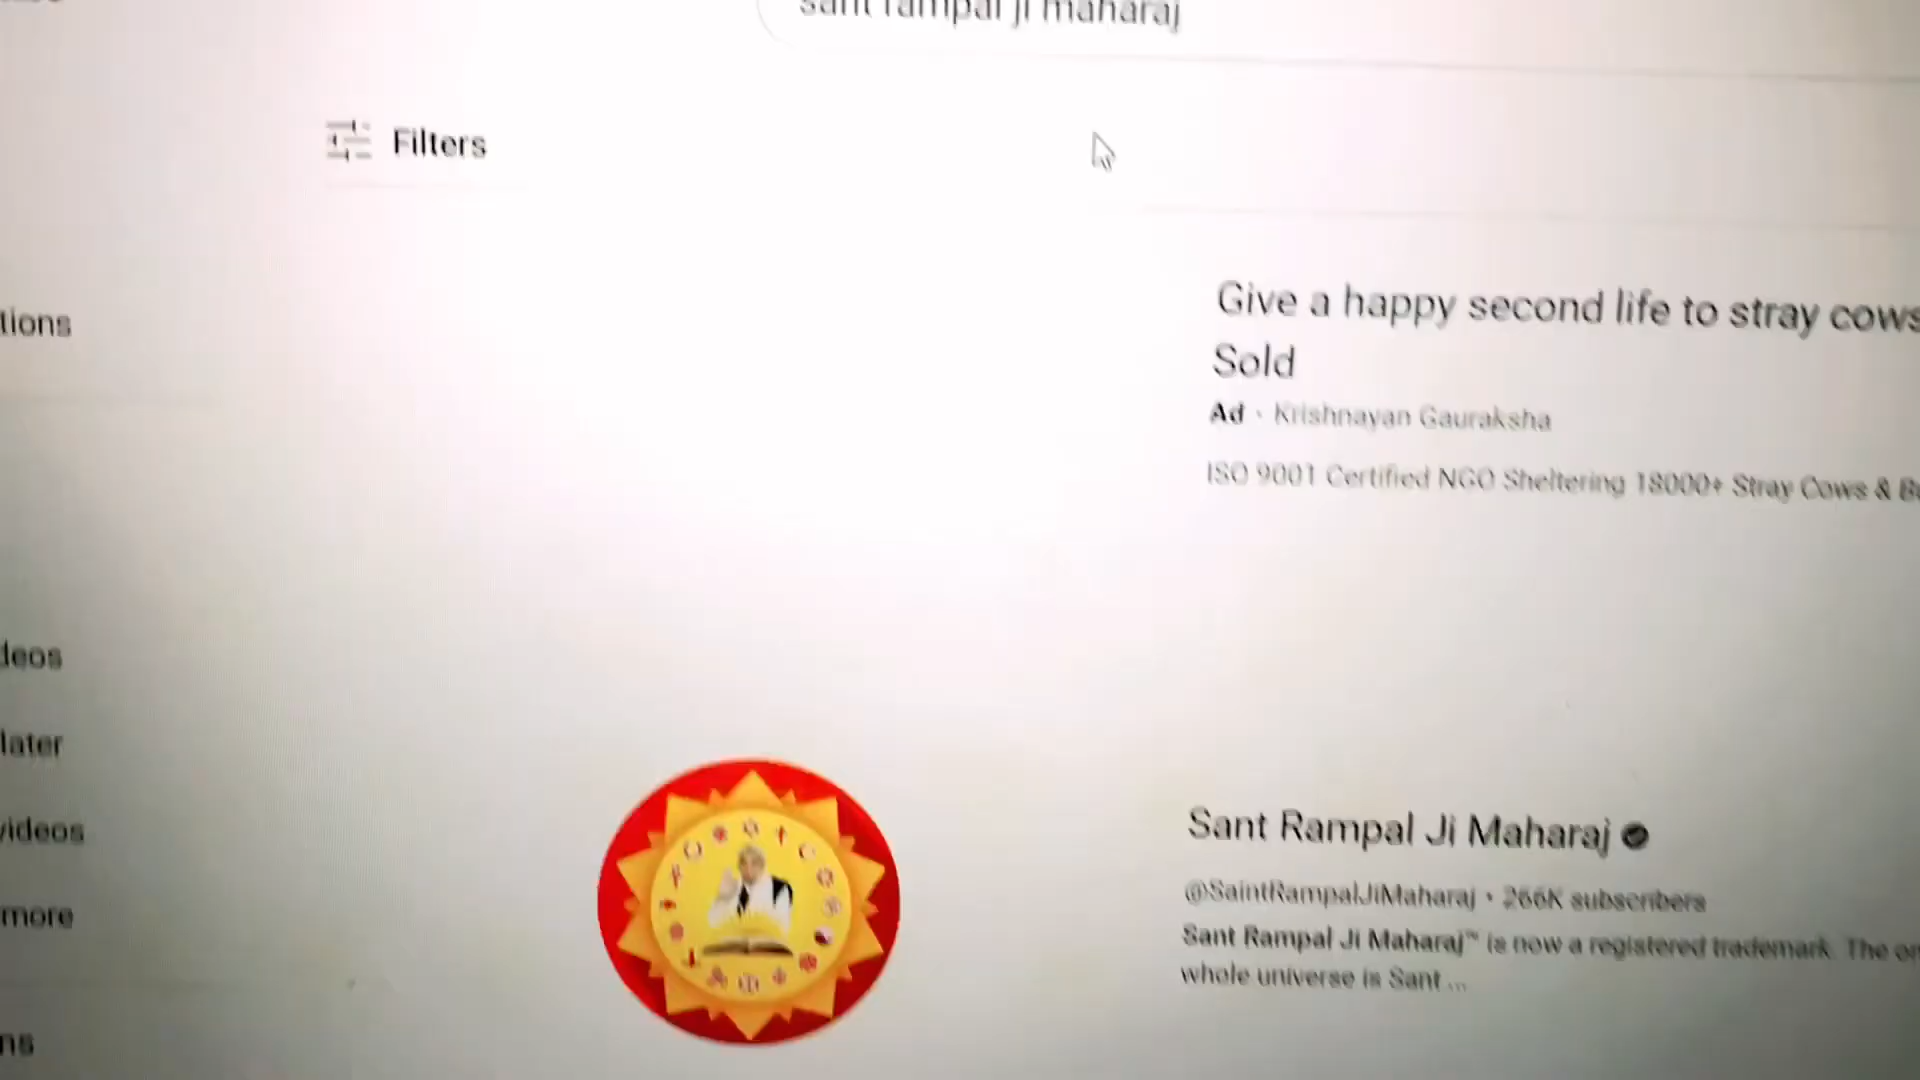 sant rampal ji maharaj
Filters
tions
Give a happy second life to stray cows
Sold
Ad · Krishnayan Gauraksha
ISO 9001 Certified NGO Sheltering 18000+ Stray Cows &
deos
later
videos
Sant Rampal Ji Maharaj
@SaintRampalJiMaharaj • 266K subscribers
more
Sant Rampal Ji Maharaj™ is now a registered trademark. The
whole universe is Sant ...
ns